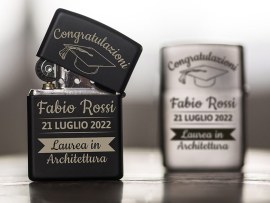 Congratulazioni
Fabio Rossi
21 LUGLIO 2022
Laurea in
Architettura
Congratulazioni
Fabio Rossi
21 LUGLIO 2022
Laurea in
Architettura